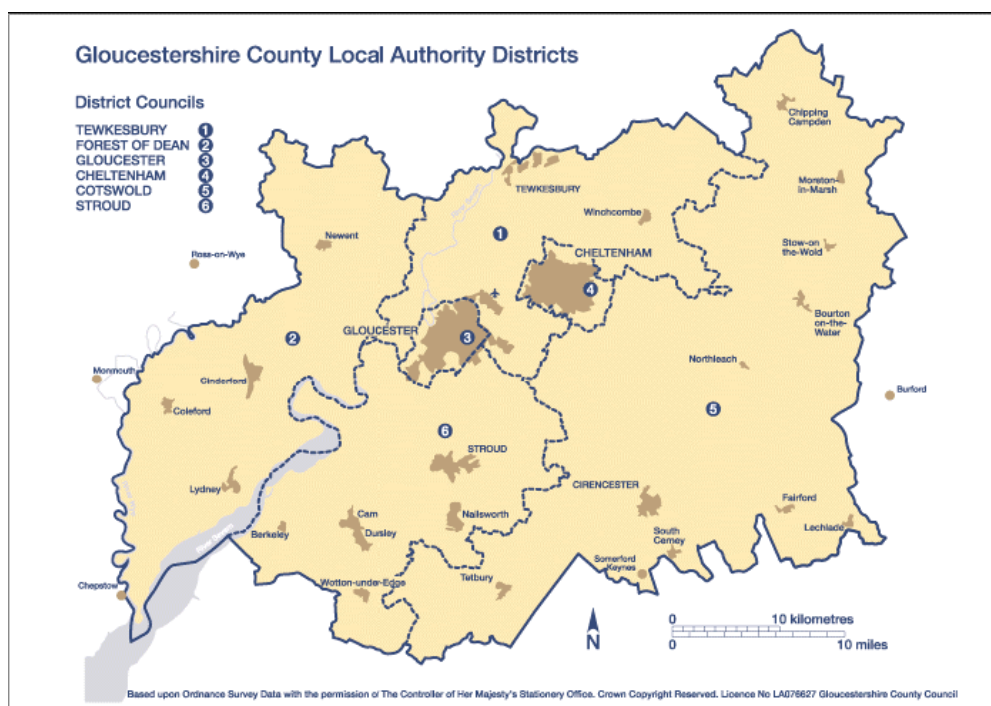 Gloucestershire County Local Authority Districts
District Councils
TEWKESBURY 1
FOREST OF DEAN 2
GLOUCESTER 3
CHELTENHAM 4
COTSWOLD 5
STROUD 6
Chipping
Campden
TEWKESBURY
Moreton-
in-Marsh
Winchcombe
Newent
1
Stow-on
the-Wold
CHELTENHAM
Ross-on-Wye
4
Bourton
on-the-
Water
GLOUCESTER
3
2
Northleach
Monmouth
Cinderford
Burford
Coleford
5
6
STROUD
Lydney
CIRENCESTER
Fairford
Cam
Nailsworth
Lechlade
Berkeley
Dursley
South
Cerney
River Severn
Somerford
Keynes
Wotton-under-Edge
Tetbury
Chepstow
0 10 kilometres
0 10 miles
N
Based upon Ordnance Survey Data with the permission of The Controller of Her Majesty's Stationery Office. Crown Copyright Reserved. Licence No LA076627 Gloucestershire County Council